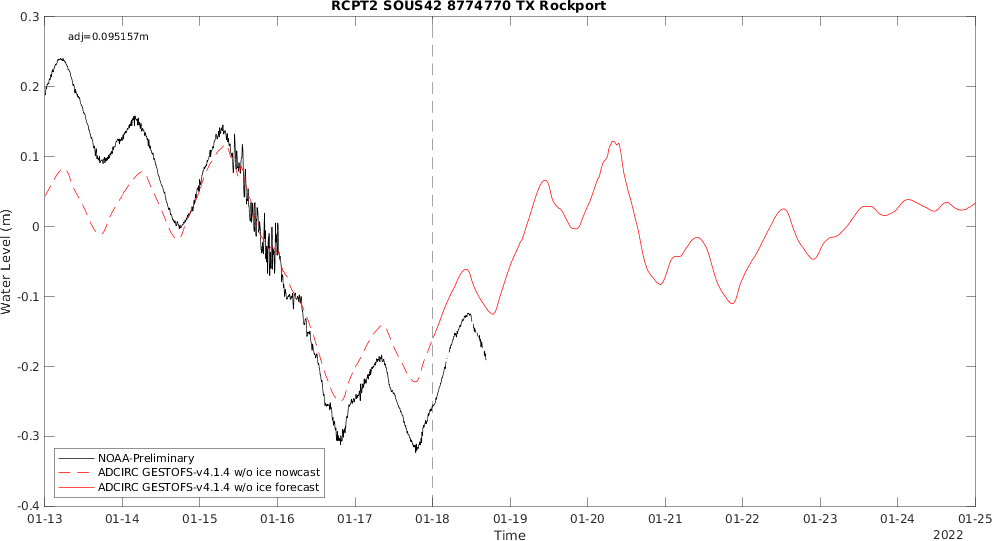 RCPT2 SOUS42 8774770 TX Rockport
adj=0.095157m
0.3
0.2
0.1
0
-0.1
-0.2
-0.3
-0.4
Water Level (m)
NOAA-Preliminary
ADCIRC GESTOFS-v4.1.4 w/o ice nowcast
ADCIRC GESTOFS-v4.1.4 w/o ice forecast
01-13 01-14 01-15 01-16 01-17 01-18 01-19 01-20 01-21 01-22 01-23 01-24 01-25
Time
2022